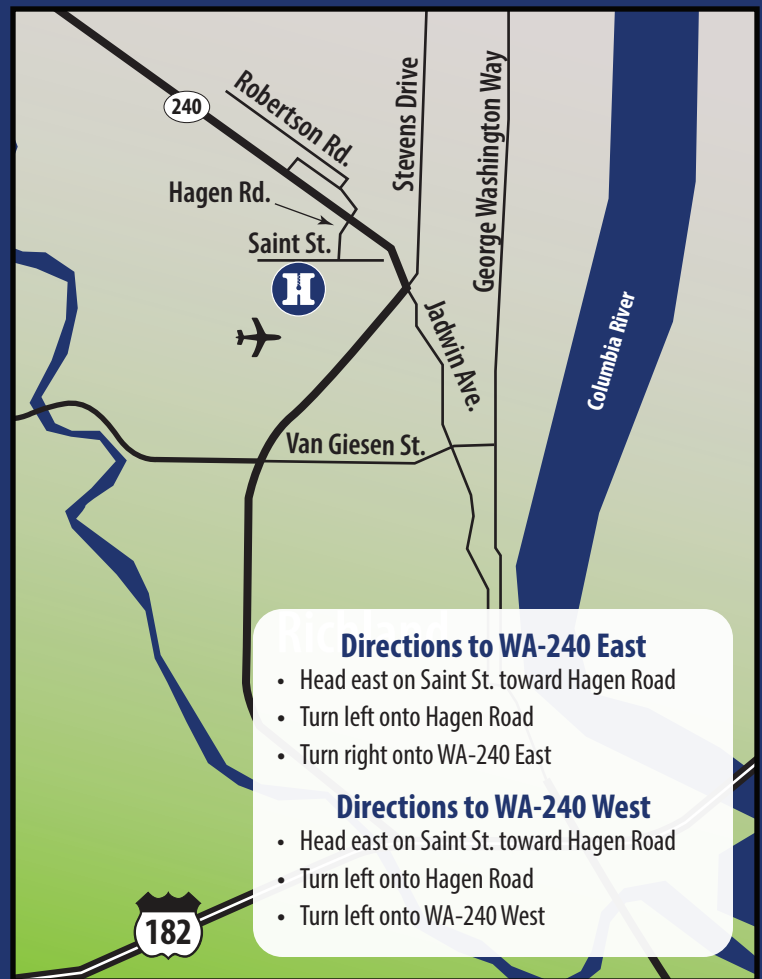 240
Robertson Rd.
Stevens Drive
George Washington Way
Hagen Rd.
Saint St.
H
Jadwin Ave.
Columbia River
Van Giesen St.
Richland
Directions to WA-240 East
• Head east on Saint St. toward Hagen Road
• Turn left onto Hagen Road
• Turn right onto WA-240 East
Directions to WA-240 West
• Head east on Saint St. toward Hagen Road
• Turn left onto Hagen Road
• Turn left onto WA-240 West
182